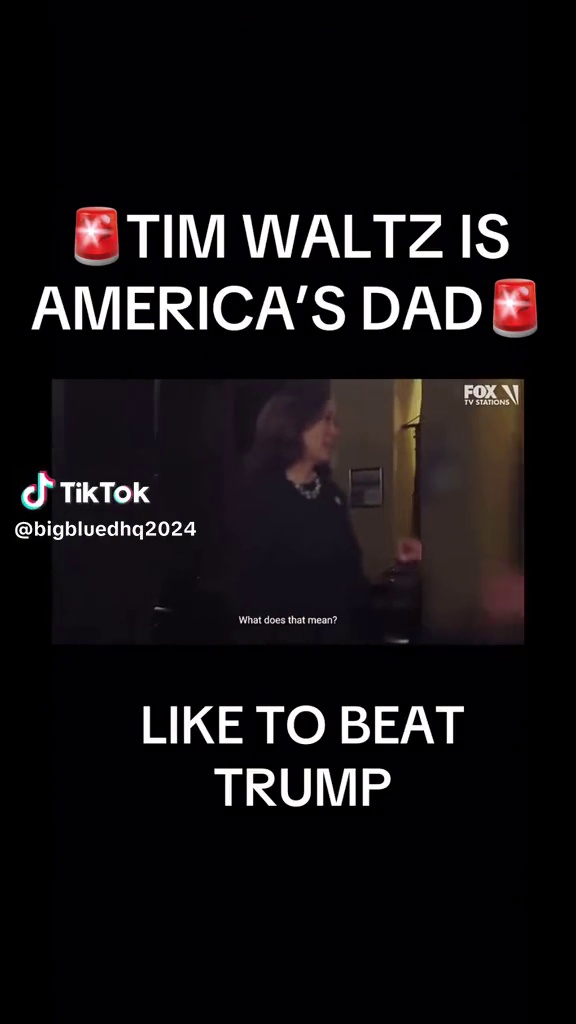 🚨TIM WALTZ IS
AMERICA'S DAD🚨
FOX
TV STATIONS
TikTok
@bigbluedhq2024
What does that mean?
LIKE TO BEAT
TRUMP